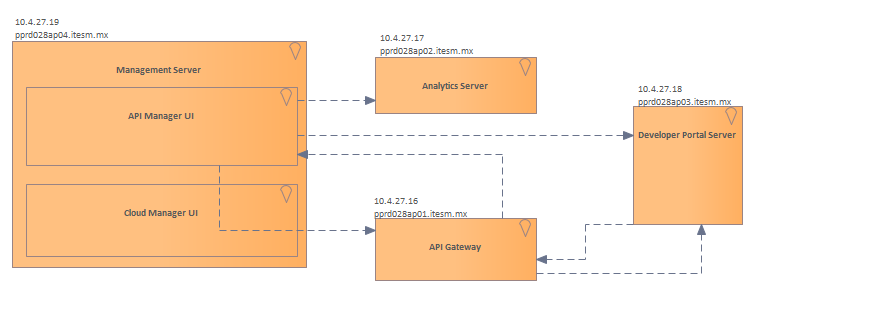 10.4.27.19
pprd028ap04.itesm.mx
Management Server
API Manager UI
Cloud Manager UI
10.4.27.17
pprd028ap02.itesm.mx
Analytics Server
10.4.27.16
pprd028ap01.itesm.mx
API Gateway
10.4.27.18
pprd028ap03.itesm.mx
Developer Portal Server